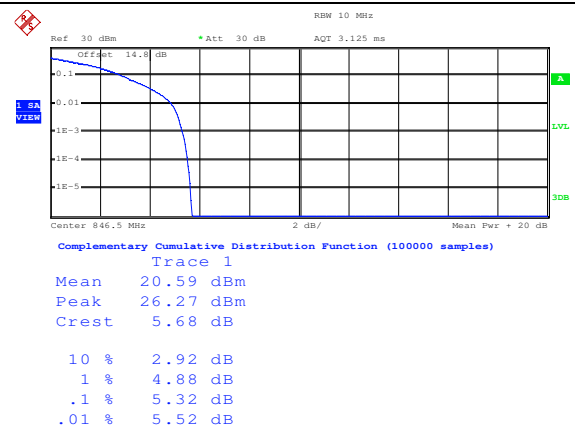 R&S
RBW 10 MHz
Ref 30 dBm *Att 30 dB AQT 3.125 ms
Offset 14.8 dB
0.1
A
1 SA
VIEW
0.01
1E-3
LVL
1E-4
1E-5
3DB
Center 846.5 MHz 2 dB/ Mean Pwr + 20 dB
Complementary Cumulative Distribution Function (100000 samples)
Trace 1
Mean 20.59 dBm
Peak 26.27 dBm
Crest 5.68 dB
10 % 2.92 dB
1 % 4.88 dB
.1 % 5.32 dB
.01 % 5.52 dB